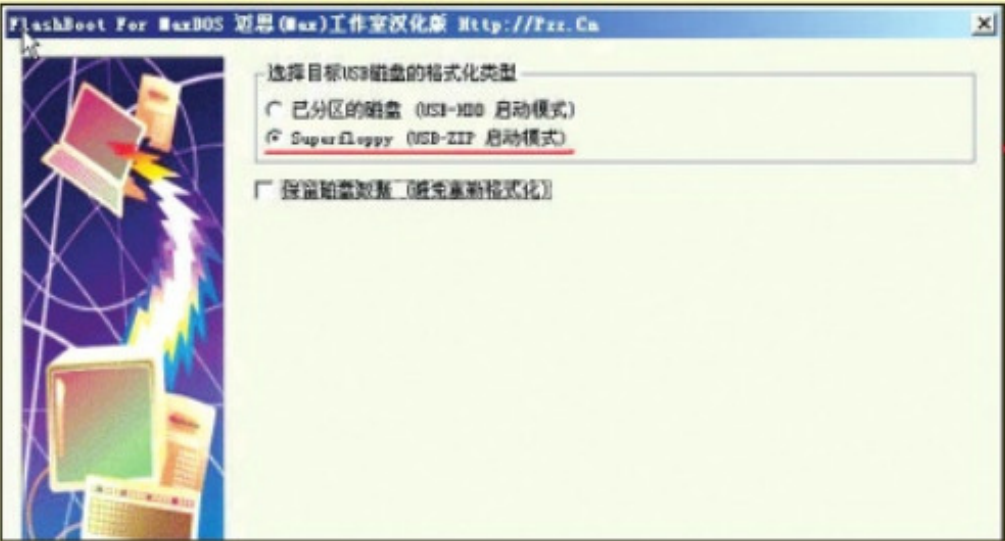 FlashBoot For MaxDOS 迈思(Max)工作室汉化版 Http://Pzz.Cn
选择目标USB磁盘的格式化类型
已分区的磁盘 (USB-HDD 启动模式)
Superfloppy (USB-ZIP 启动模式)
保留磁盘数据 (避免重新格式化)